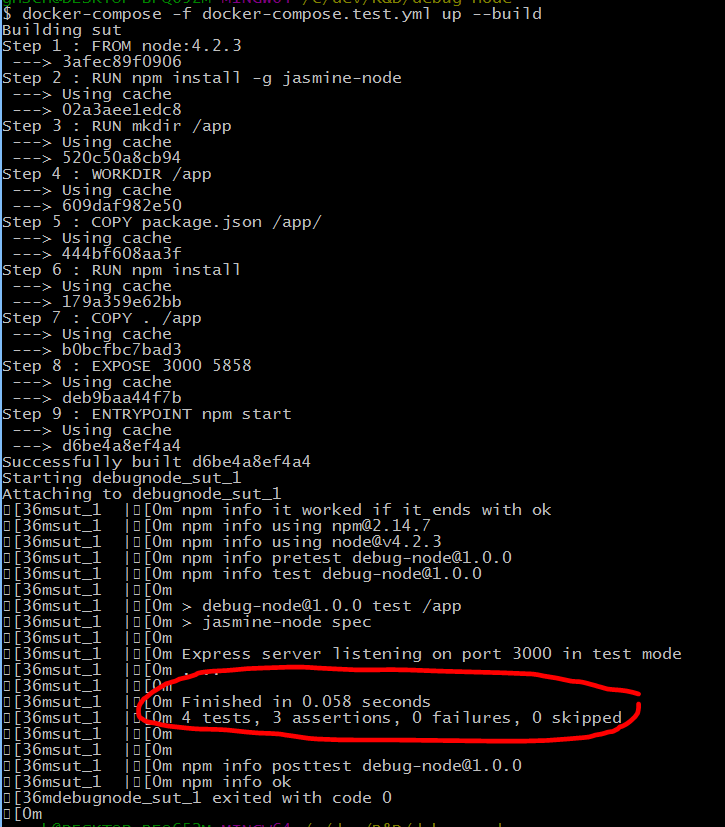 $ docker-compose -f docker-compose.test.yml up --build
Building sut
Step 1 : FROM node:4.2.3
 ---> 3afec89f0906
Step 2 : RUN npm install -g jasmine-node
 ---> Using cache
 ---> 02a3aee1edc8
Step 3 : RUN mkdir /app
 ---> Using cache
 ---> 520c50a8cb94
Step 4 : WORKDIR /app
 ---> Using cache
 ---> 609daf982e50
Step 5 : COPY package.json /app/
 ---> Using cache
 ---> 444bf608aa3f
Step 6 : RUN npm install
 ---> Using cache
 ---> 179a359e62bb
Step 7 : COPY . /app
 ---> Using cache
 ---> b0bcfbc7bad3
Step 8 : EXPOSE 3000 5858
 ---> Using cache
 ---> deb9baa44f7b
Step 9 : ENTRYPOINT npm start
 ---> Using cache
 ---> d6be4a8ef4a4
Successfully built d6be4a8ef4a4
Starting debugnode_sut_1
Attaching to debugnode_sut_1
▯[36msut_1  |▯[0m npm info it worked if it ends with ok
▯[36msut_1  |▯[0m npm info using npm@2.14.7
▯[36msut_1  |▯[0m npm info using node@v4.2.3
▯[36msut_1  |▯[0m npm info pretest debug-node@1.0.0
▯[36msut_1  |▯[0m npm info test debug-node@1.0.0
▯[36msut_1  |▯[0m
▯[36msut_1  |▯[0m > debug-node@1.0.0 test /app
▯[36msut_1  |▯[0m > jasmine-node spec
▯[36msut_1  |▯[0m
▯[36msut_1  |▯[0m Express server listening on port 3000 in test mode
▯[36msut_1  |▯[0m ....
▯[36msut_1  |▯[0m
▯[36msut_1  |▯[0m Finished in 0.058 seconds
▯[36msut_1  |▯[0m 4 tests, 3 assertions, 0 failures, 0 skipped
▯[36msut_1  |▯[0m
▯[36msut_1  |▯[0m
▯[36msut_1  |▯[0m npm info posttest debug-node@1.0.0
▯[36msut_1  |▯[0m npm info ok
▯[36mdebugnode_sut_1 exited with code 0
▯[0m